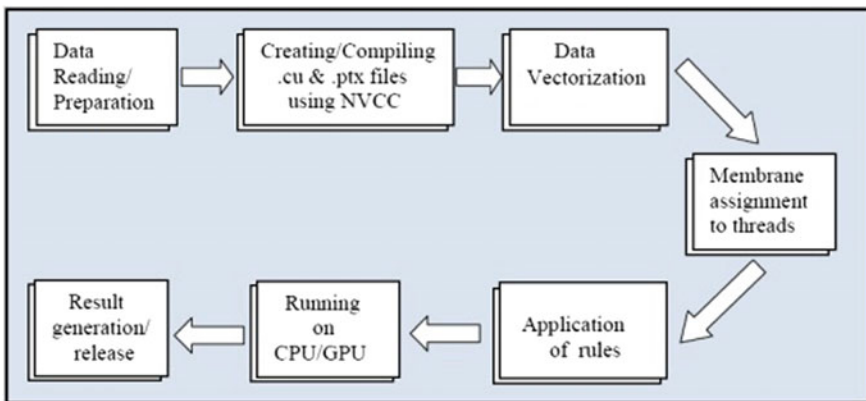 Data
Reading/
Preparation
Creating/Compiling
.cu & .ptx files
using NVCC
Data
Vectorization
Membrane
assignment
to threads
Application
of rules
Running
on
CPU/GPU
Result
generation/
release